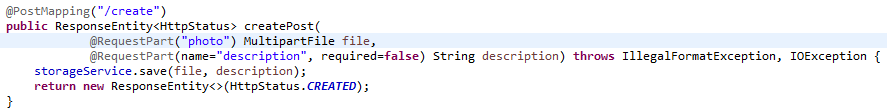 @PostMapping("/create")
public ResponseEntity<HttpStatus> createPost(
@RequestPart("photo") MultipartFile file,
@RequestPart(name="description", required=false) String description) throws IllegalFormatException, IOException {
storageService.save(file, description);
return new ResponseEntity<>(HttpStatus.CREATED);
}